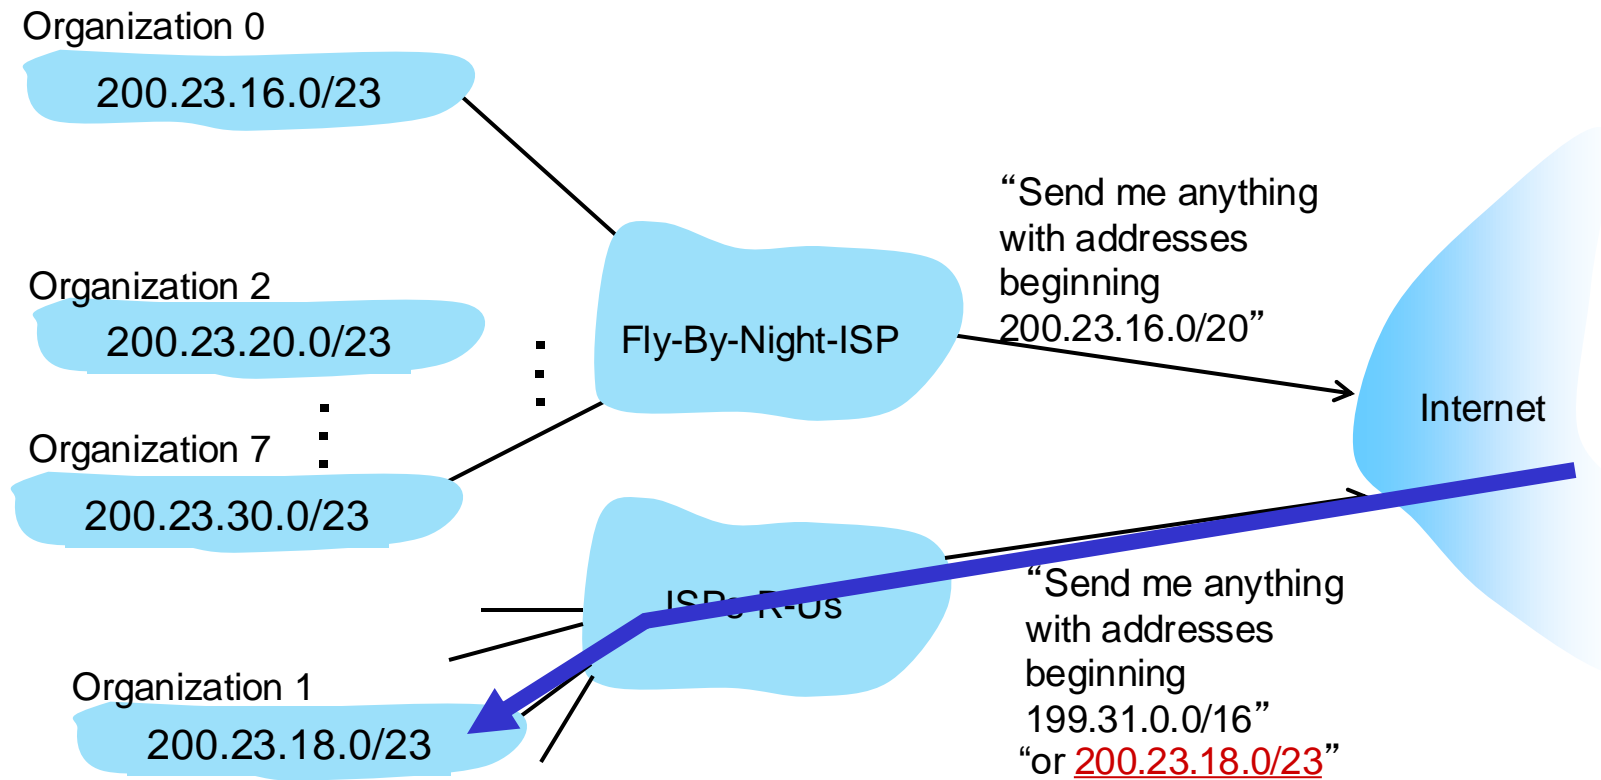 Organization 0
200.23.16.0/23
Organization 2
200.23.20.0/23
Organization 7
200.23.30.0/23
Fly-By-Night-ISP
“Send me anything
with addresses
beginning
200.23.16.0/20”
Internet
ISPs-R-Us
Organization 1
200.23.18.0/23
“Send me anything
with addresses
beginning
199.31.0.0/16”
“or 200.23.18.0/23”